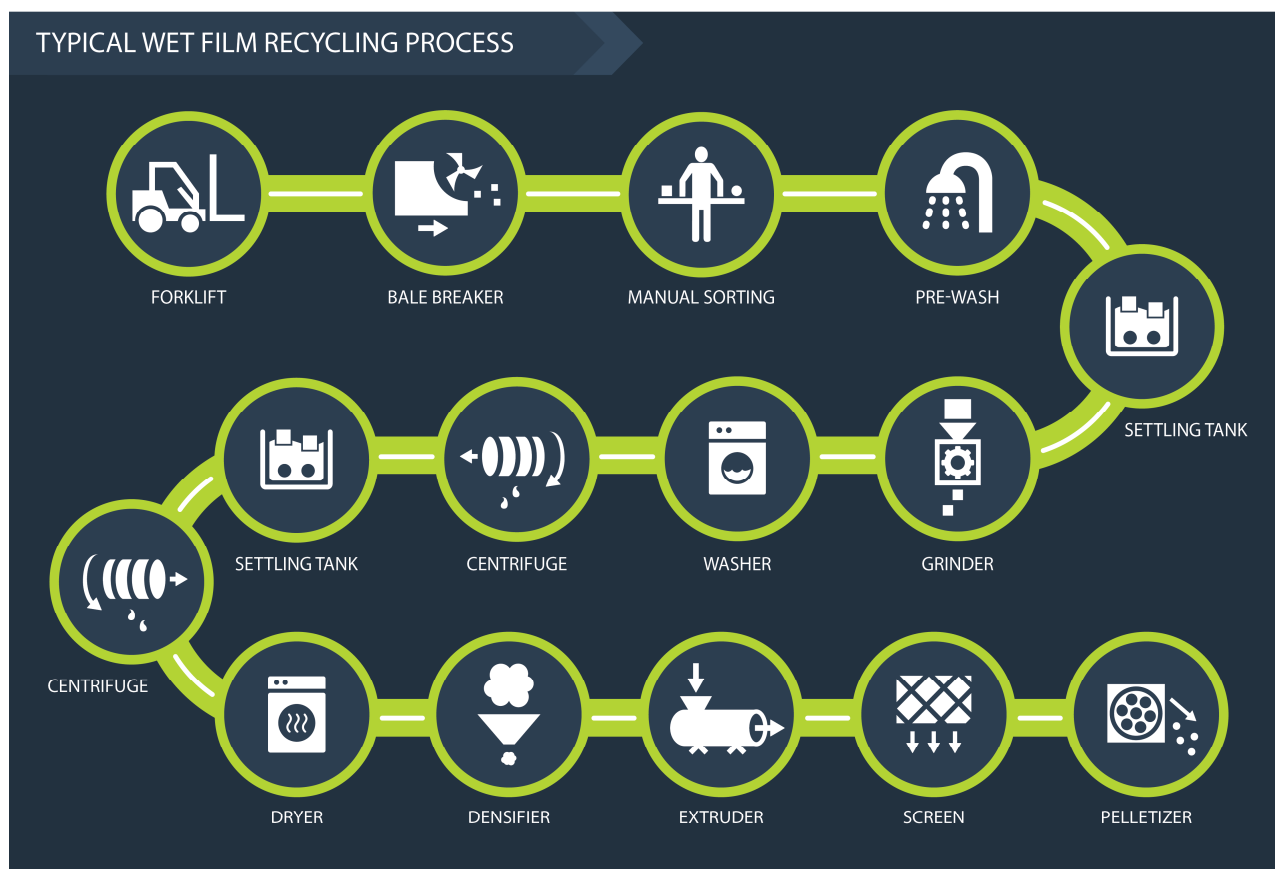 TYPICAL WET FILM RECYCLING PROCESS
FORKLIFT
BALE BREAKER
MANUAL SORTING
PRE-WASH
SETTLING TANK
GRINDER
WASHER
CENTRIFUGE
SETTLING TANK
CENTRIFUGE
DRYER
DENSIFIER
EXTRUDER
SCREEN
PELLETIZER